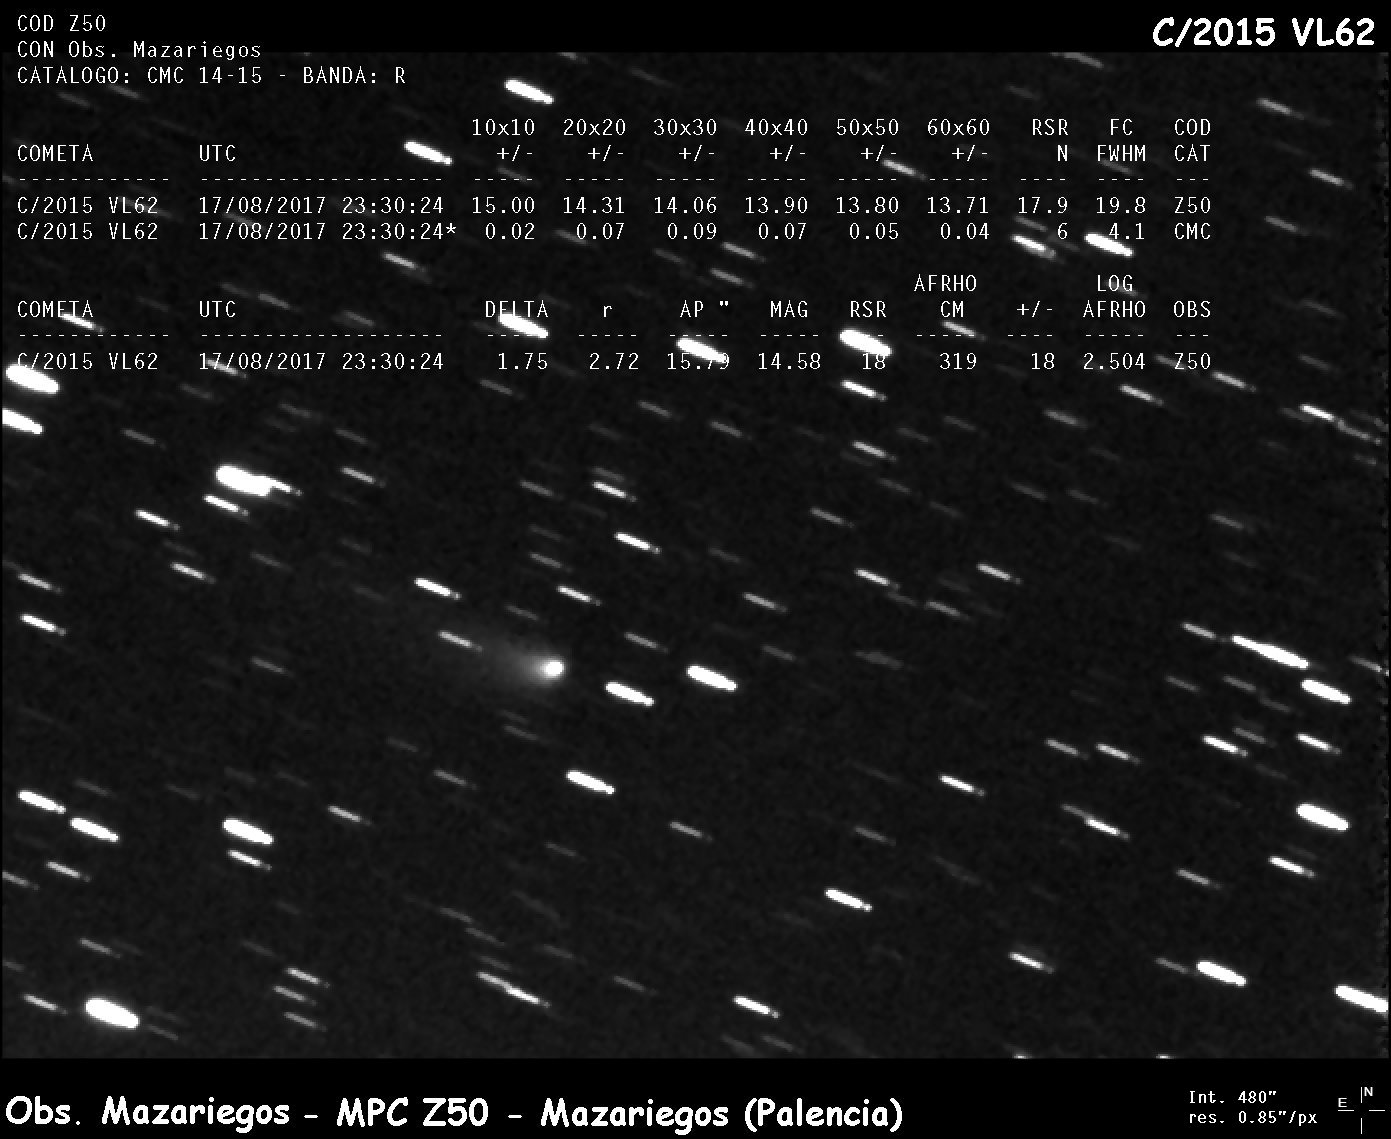 COD Z50
C/2015 VL62
CON Obs. Mazariegos
CATALOGO: CMC 14-15 - BANDA: R
10x10 20x20 30x30 40x40 50x50 60x60 RSR FC COD
COMETA UTC +/- +/- +/- +/- +/- +/- N FWHM CAT
------------ ------------------- ----- ----- ----- ----- ----- ----- ---- ---- ---
C/2015 VL62 17/08/2017 23:30:24 15.00 14.31 14.06 13.90 13.80 13.71 17.9 19.8 Z50
C/2015 VL62 17/08/2017 23:30:24* 0.02 0.07 0.09 0.07 0.05 0.04 6 4.1 CMC
AFRHO LOG
COMETA UTC DELTA r AP " MAG RSR CM +/- AFRHO OBS
------------ ------------------- ----- ----- ----- ----- --- ----- --- ----- ---
C/2015 VL62 17/08/2017 23:30:24 1.75 2.72 15.79 14.58 18 319 18 2.504 Z50
Obs. Mazariegos - MPC Z50 - Mazariegos (Palencia)
Int. 480"
res. 0.85"/px
E N